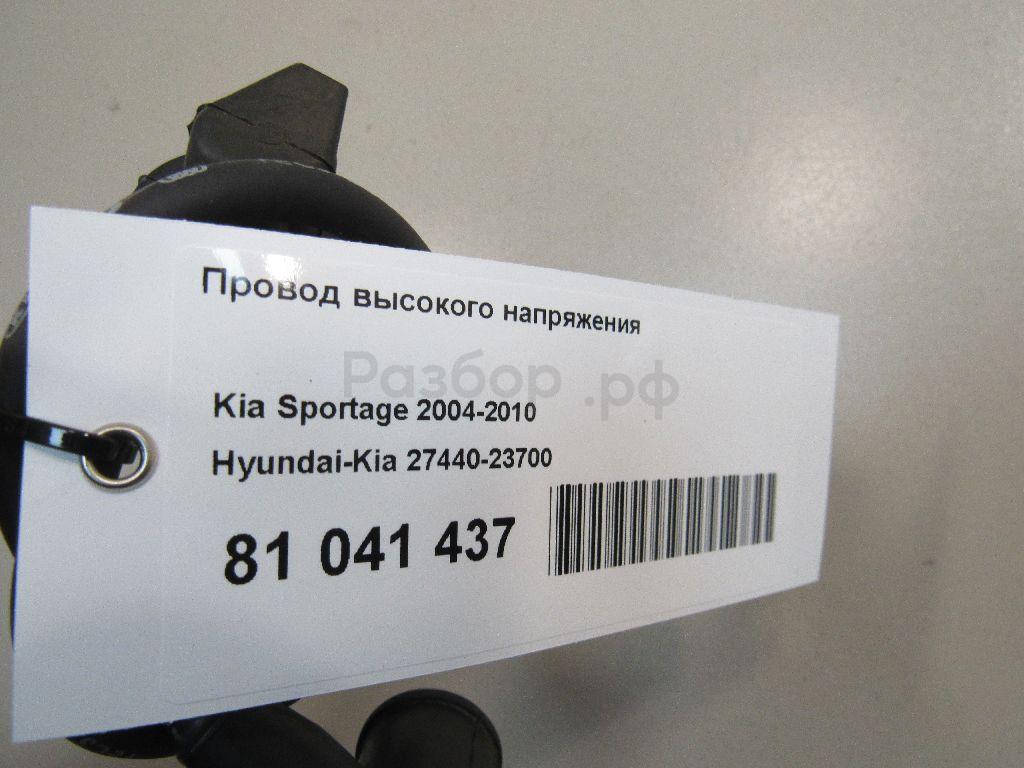 Провод высокого напряжения
Разбор.рф
Kia Sportage 2004-2010
Hyundai-Kia 27440-23700
81 041 437